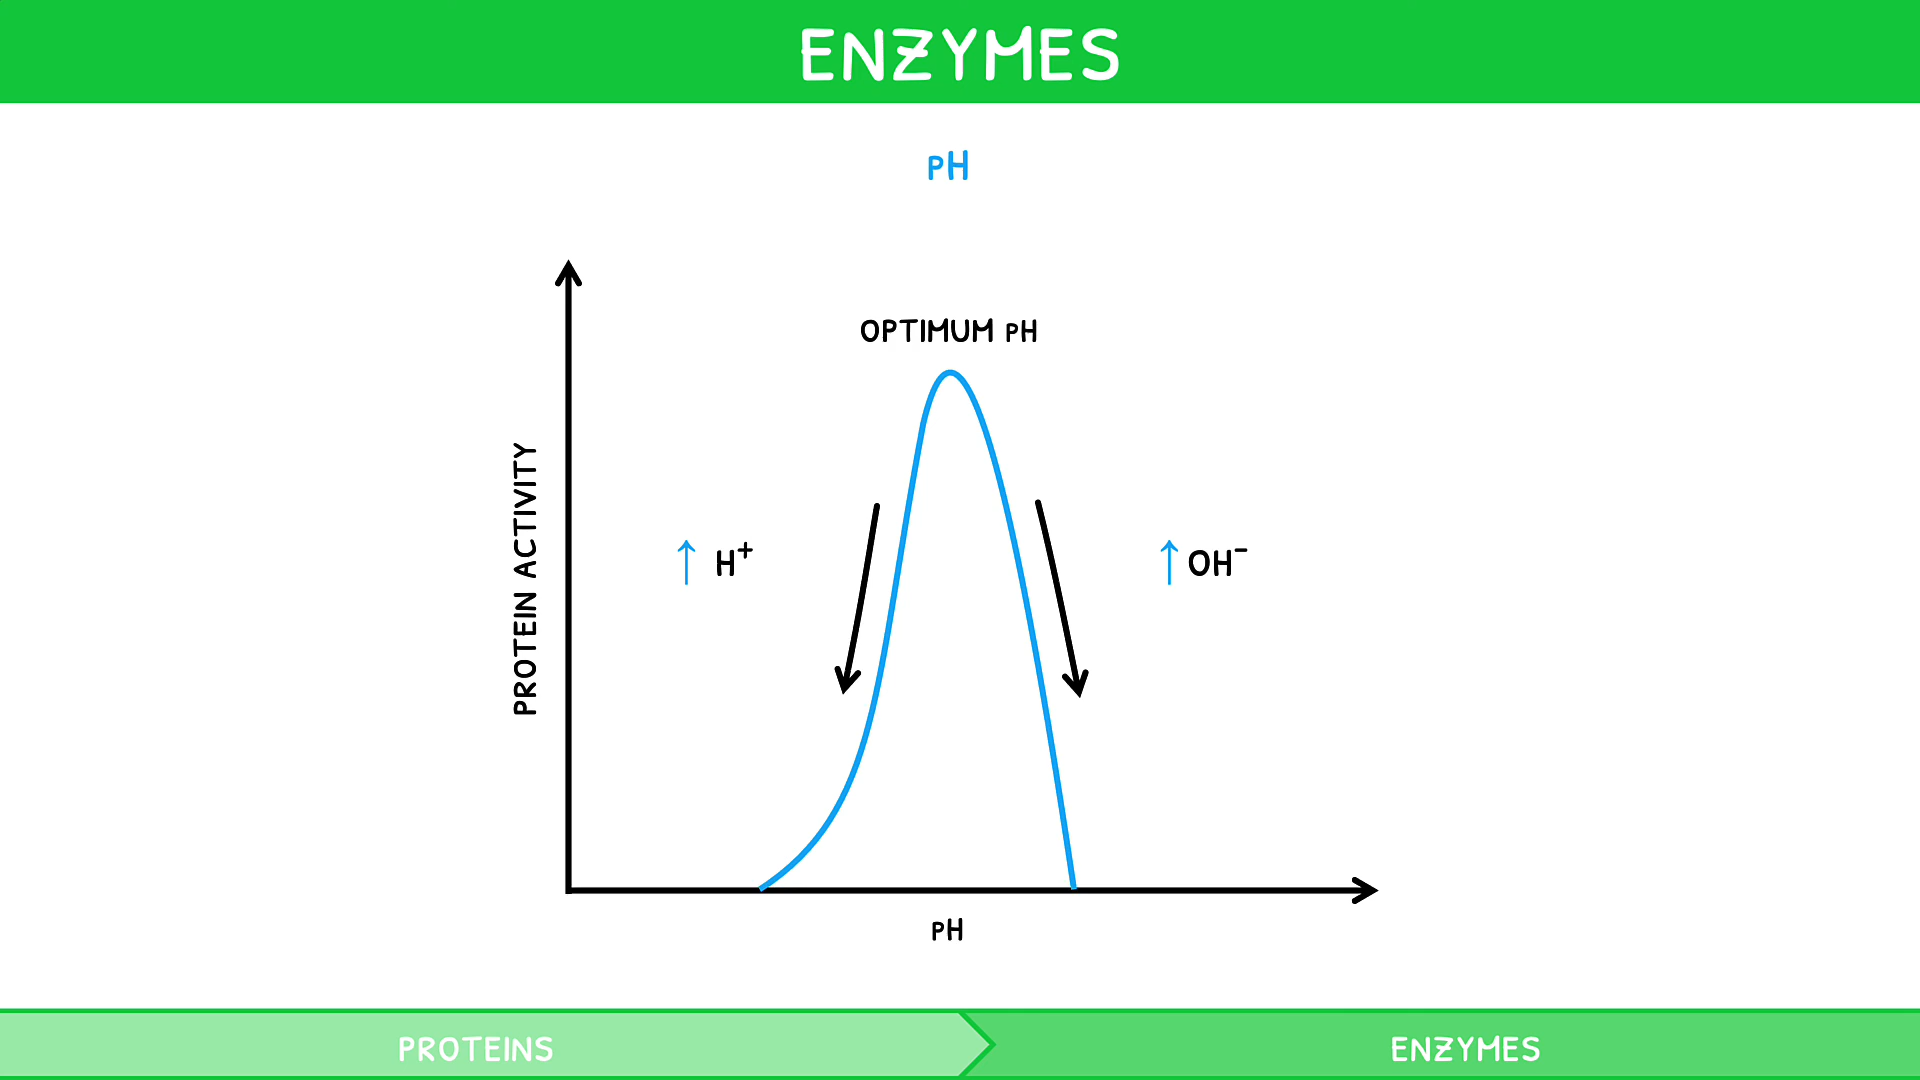 ENZYMES
pH
OPTIMUM pH
PROTEIN ACTIVITY
↑ H⁺
↑ OH⁻
pH
PROTEINS
ENZYMES